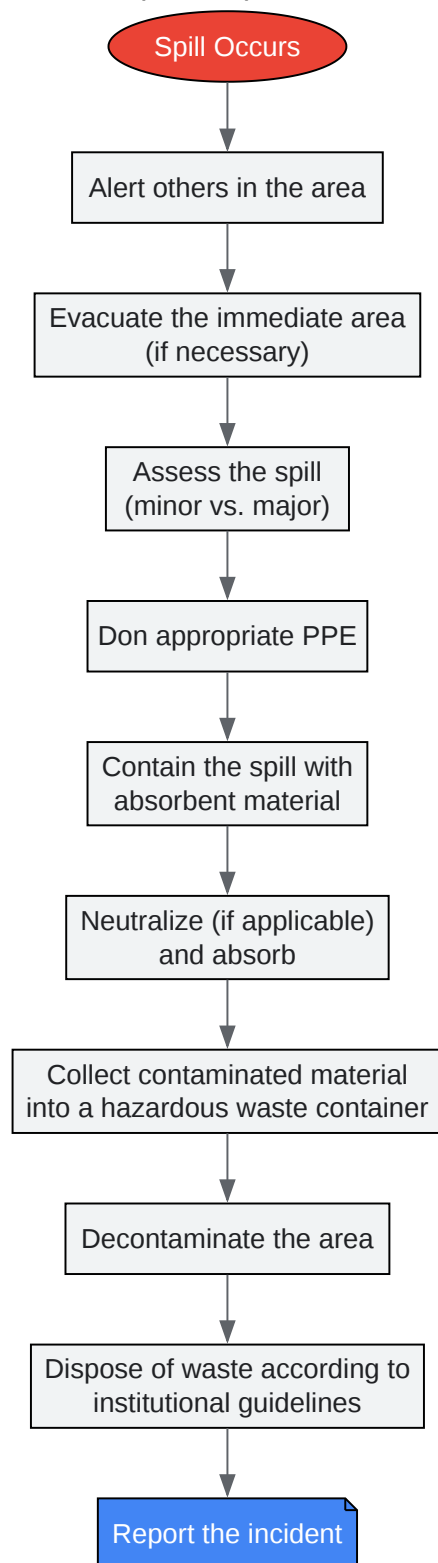 Spill Occurs
Alert others in the area
Evacuate the immediate area
(if necessary)
Assess the spill
(minor vs. major)
Don appropriate PPE
Contain the spill with
absorbent material
Neutralize (if applicable)
and absorb
Collect contaminated material
into a hazardous waste container
Decontaminate the area
Dispose of waste according to
institutional guidelines
Report the incident